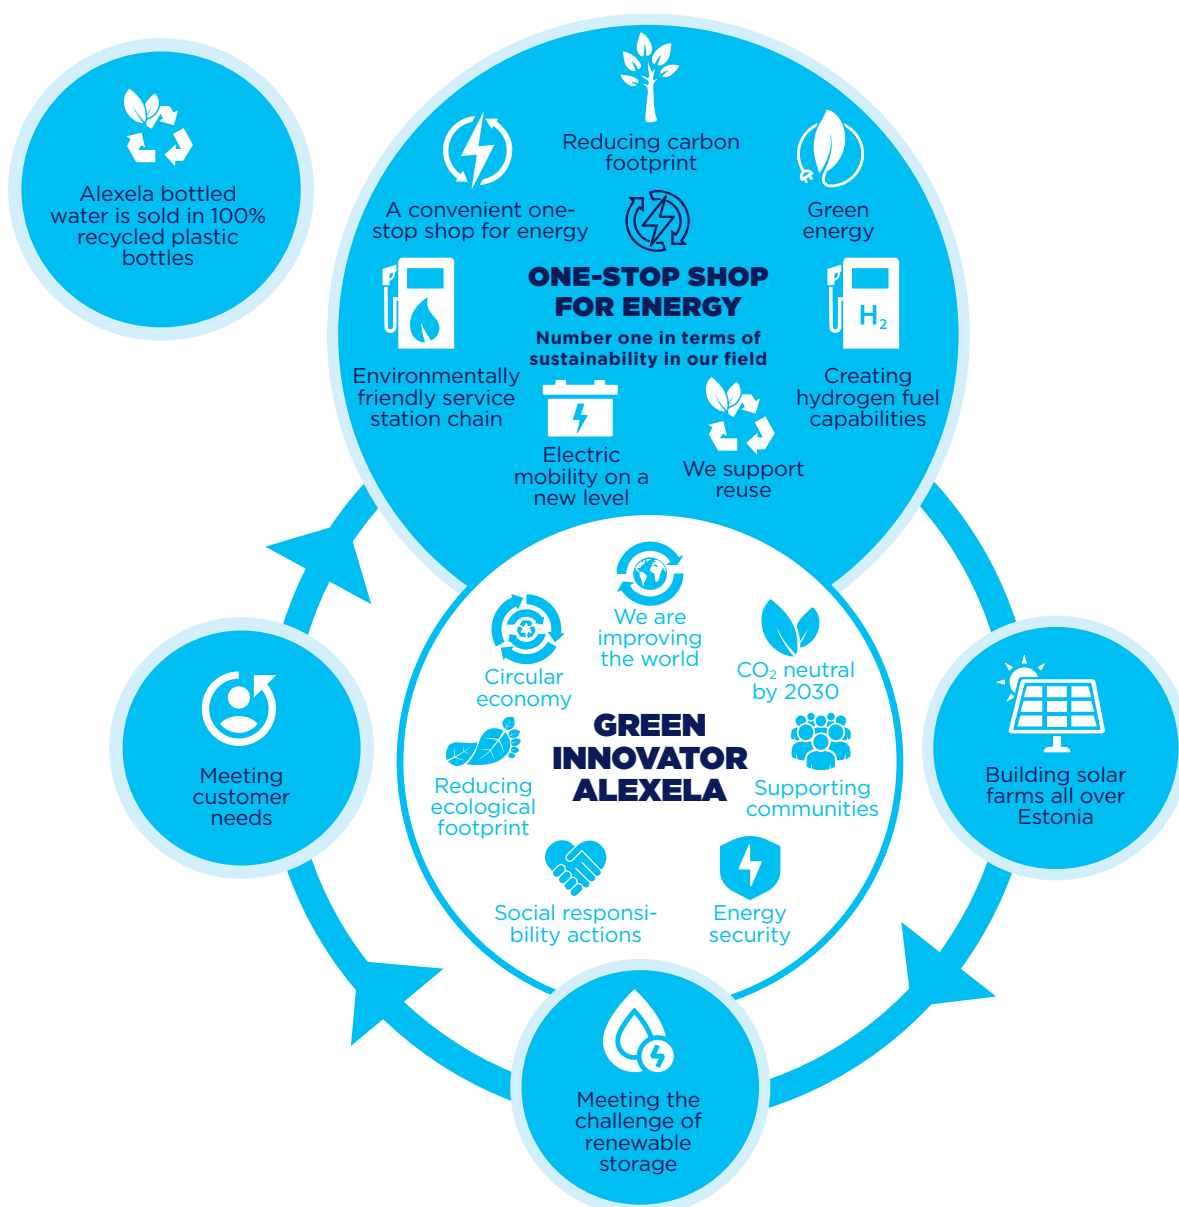 Alexela bottled
water is sold in 100%
recycled plastic
bottles
Reducing carbon
footprint
A convenient one-
stop shop for energy
Green
energy
ONE-STOP SHOP
FOR ENERGY
Number one in terms of
sustainability in our field
H₂
Environmentally
friendly service
station chain
Creating
hydrogen fuel
capabilities
Electric
mobility on a
new level
We support
reuse
We are
improving
the world
Circular
economy
CO₂ neutral
by 2030
GREEN
INNOVATOR
ALEXELA
Reducing
ecological
footprint
Supporting
communities
Social responsi-
bility actions
Energy
security
Meeting
customer
needs
Building solar
farms all over
Estonia
Meeting the
challenge of
renewable
storage